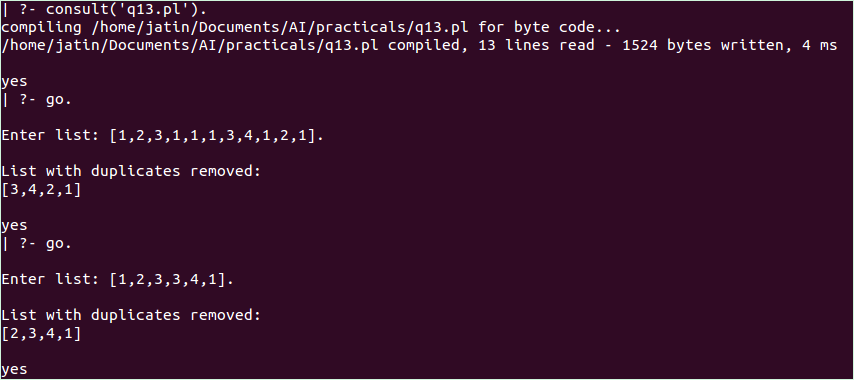 | ?- consult('q13.pl').
compiling /home/jatin/Documents/AI/practicals/q13.pl for byte code...
/home/jatin/Documents/AI/practicals/q13.pl compiled, 13 lines read - 1524 bytes written, 4 ms
yes
| ?- go.
Enter list: [1,2,3,1,1,1,3,4,1,2,1].
List with duplicates removed:
[3,4,2,1]
yes
| ?- go.
Enter list: [1,2,3,3,4,1].
List with duplicates removed:
[2,3,4,1]
yes